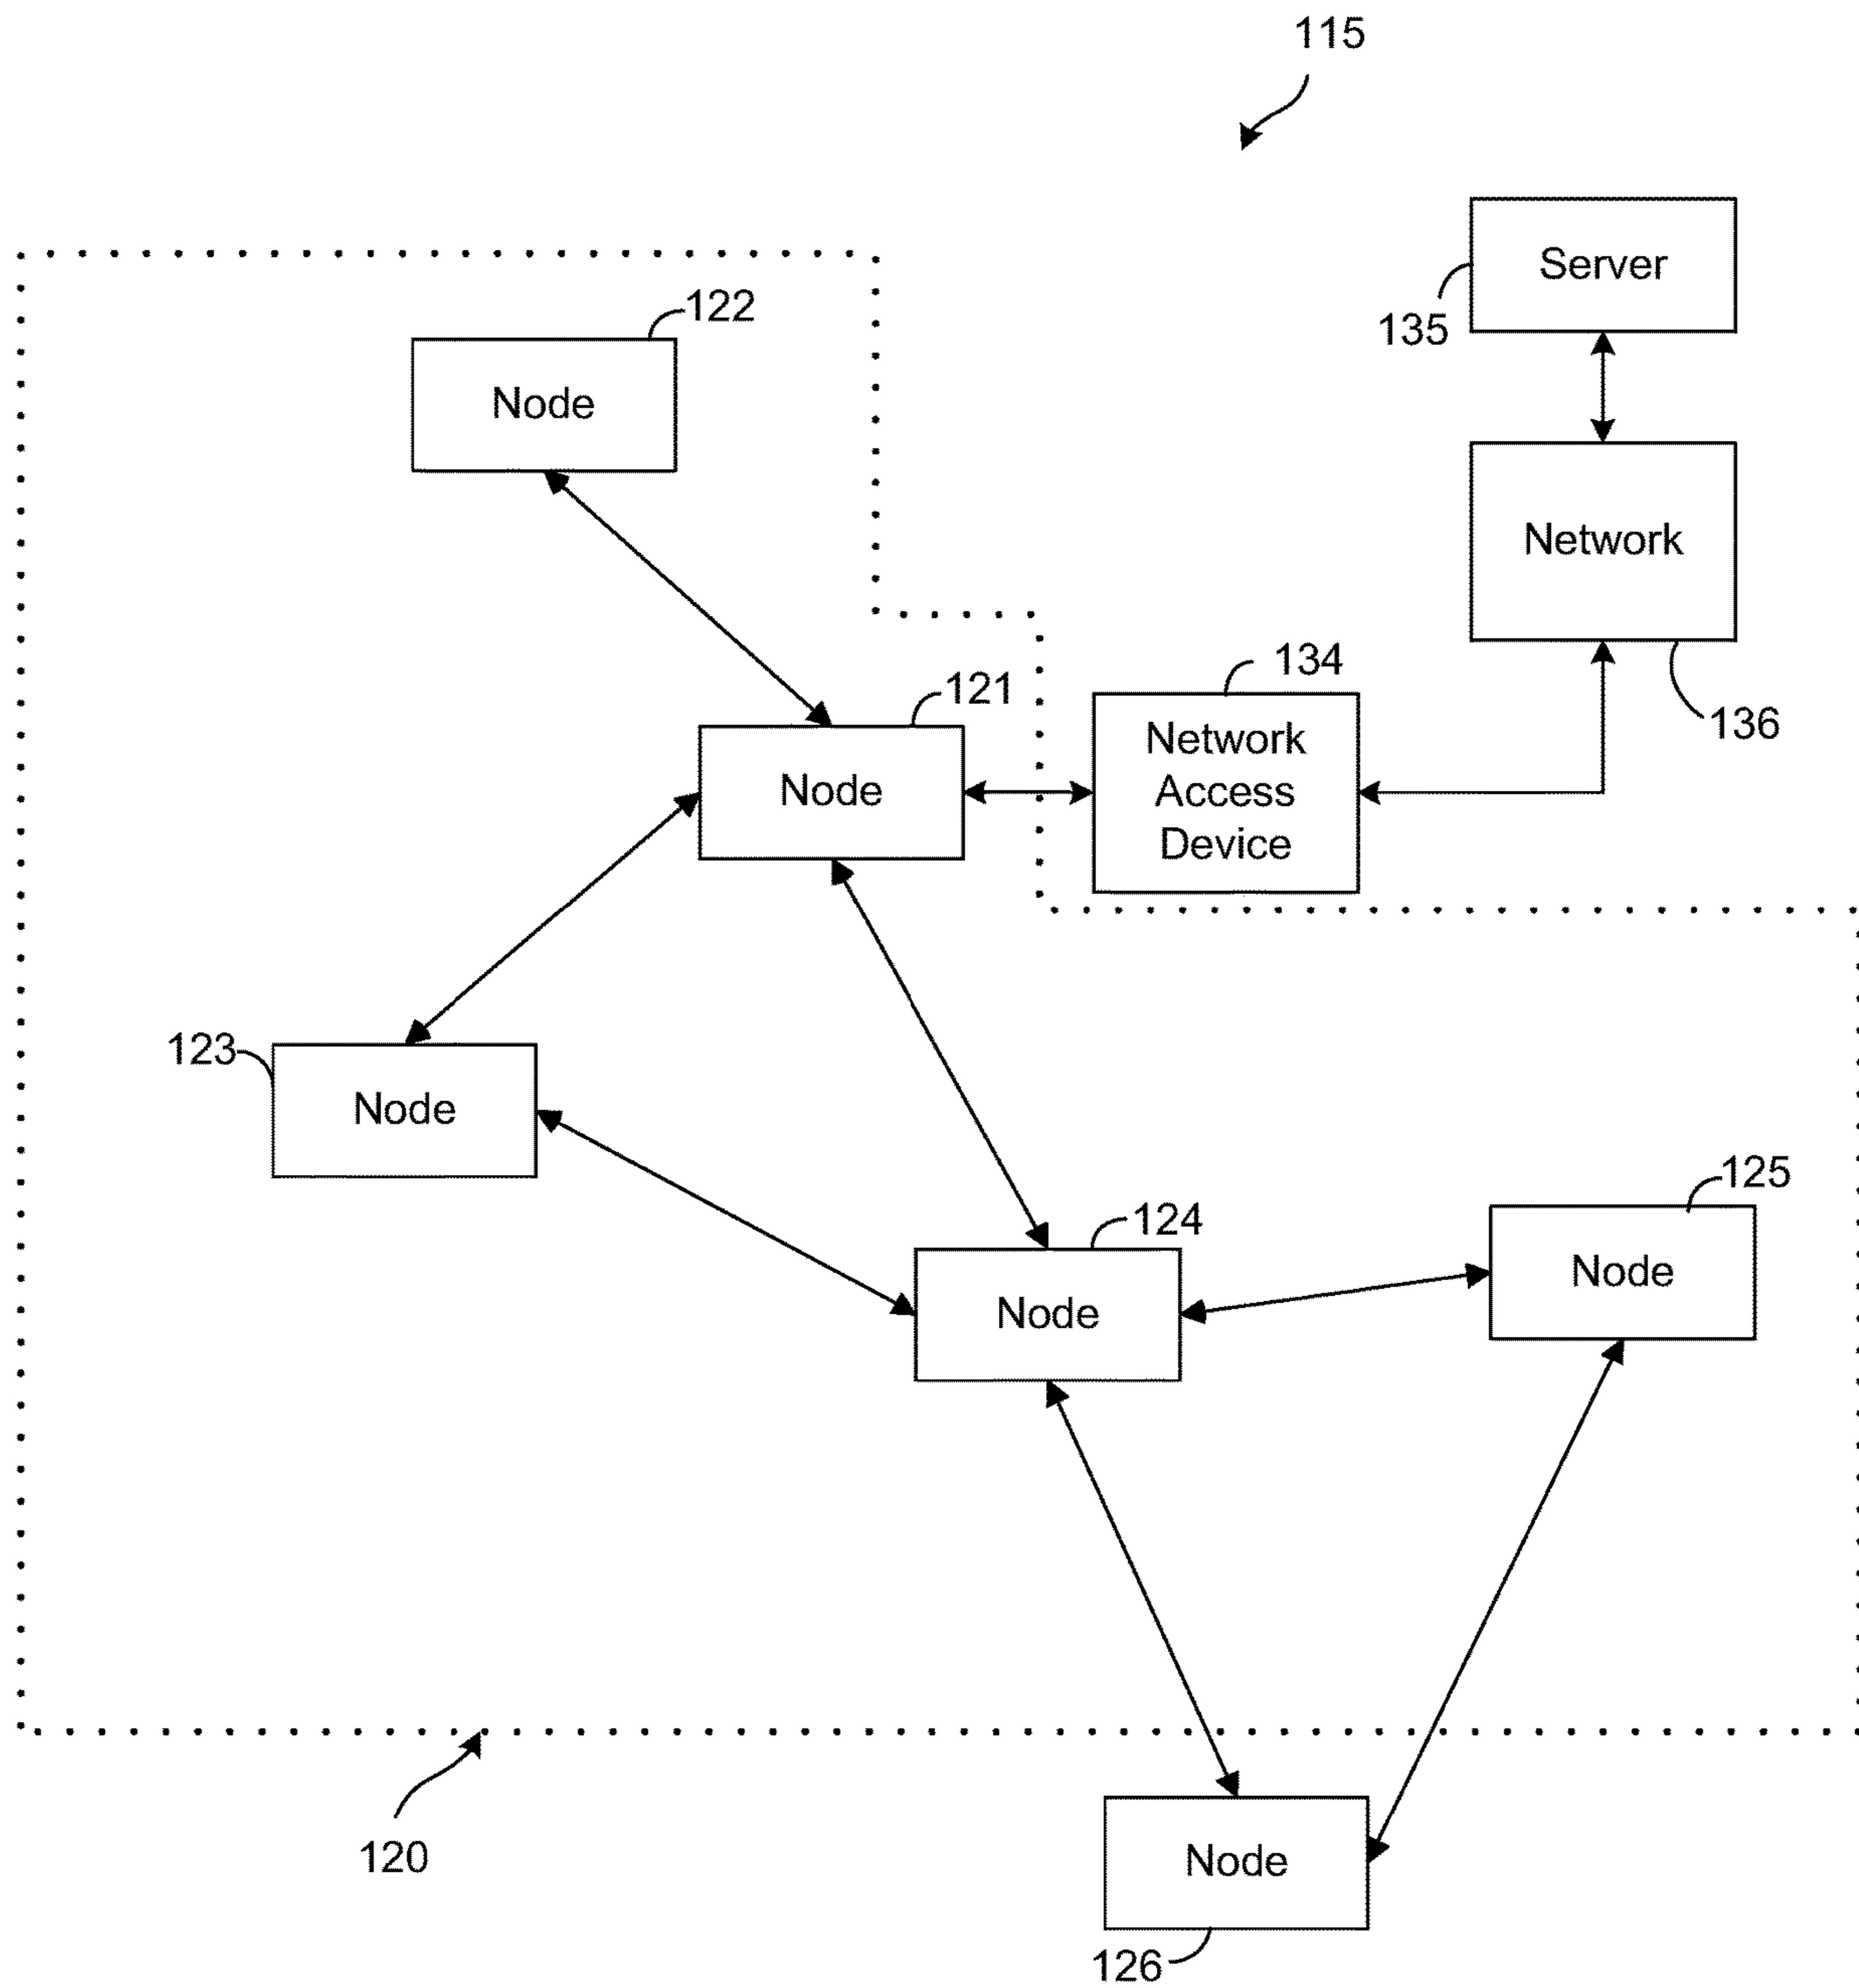 115
Server
135
122
Node
Network
136
134
121
Network
Access
Device
Node
123
Node
125
124
Node
Node
120
Node
126